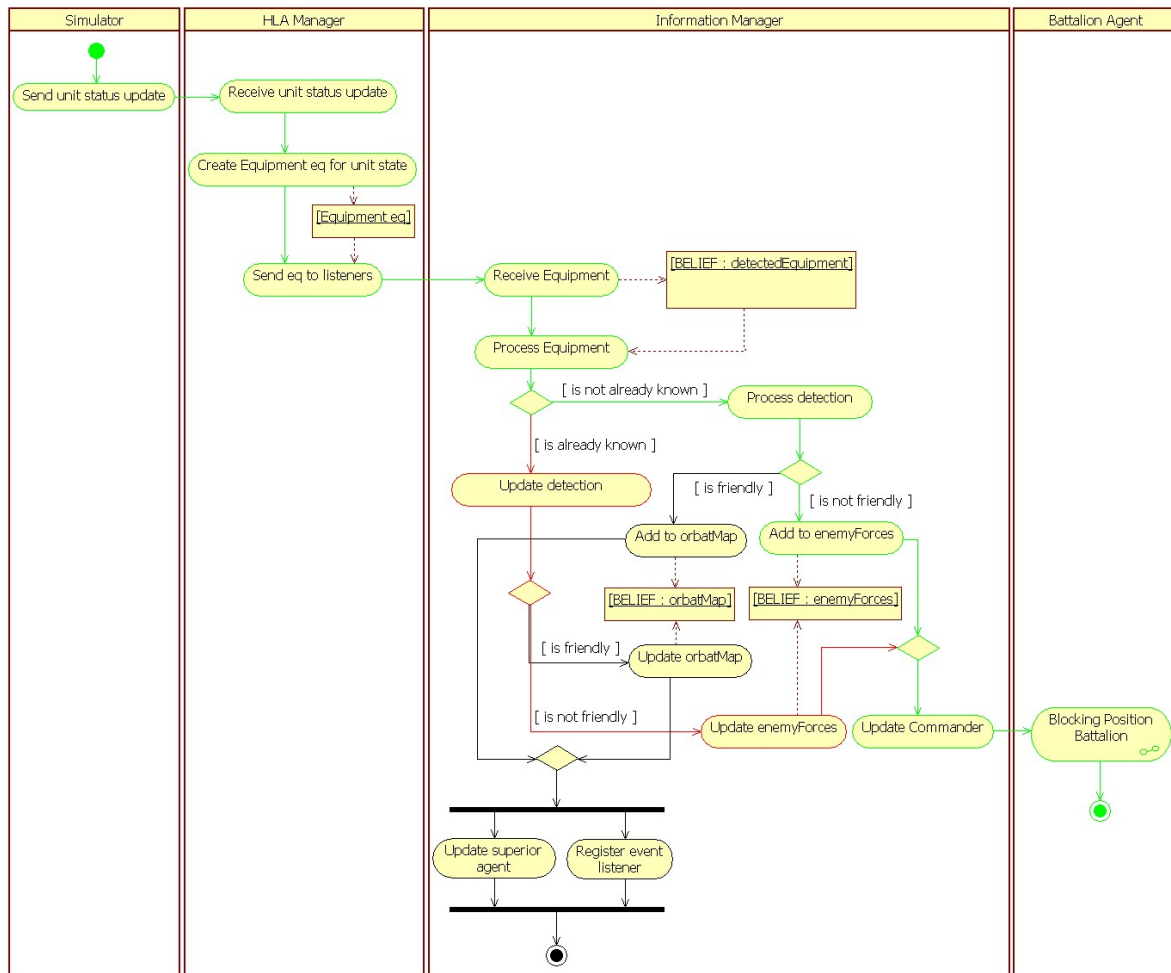 Simulator
HLA Manager
Information Manager
Battalion Agent
Send unit status update
Receive unit status update
Create Equipment eq for unit state
[Equipment eq]
Send eq to listeners
Receive Equipment
[BELIEF : detectedEquipment]
Process Equipment
[ is not already known ]
Process detection
[ is already known ]
Update detection
[ is friendly ]
[ is not friendly ]
Add to orbatMap
Add to enemyForces
[BELIEF : orbatMap]
[BELIEF : enemyForces]
[ is friendly ]
Update orbatMap
[ is not friendly ]
Update enemyForces
Update Commander
Blocking Position
Battalion
Update superior
agent
Register event
listener